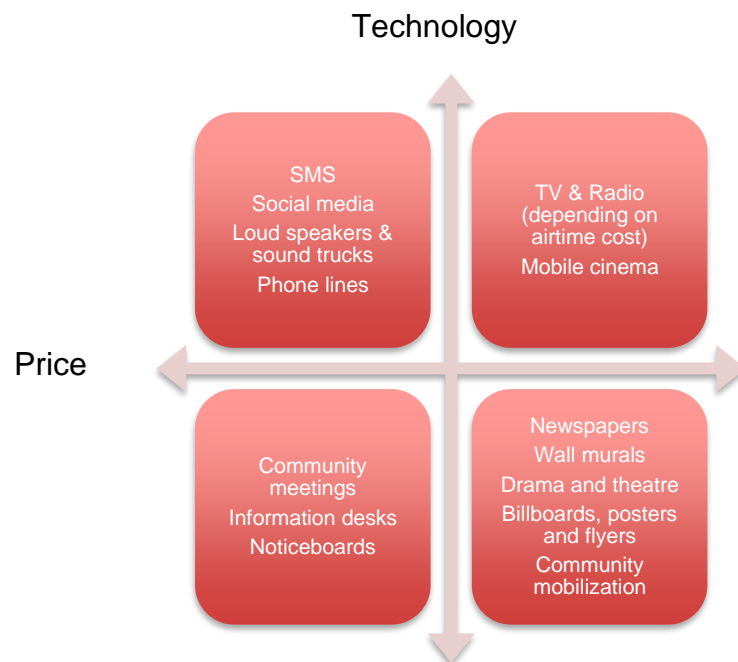 Technology
SMS
Social media
Loud speakers &
sound trucks
Phone lines
TV & Radio
(depending on
airtime cost)
Mobile cinema
Price
Community
meetings
Information desks
Noticeboards
Newspapers
Wall murals
Drama and theatre
Billboards, posters
and flyers
Community
mobilization